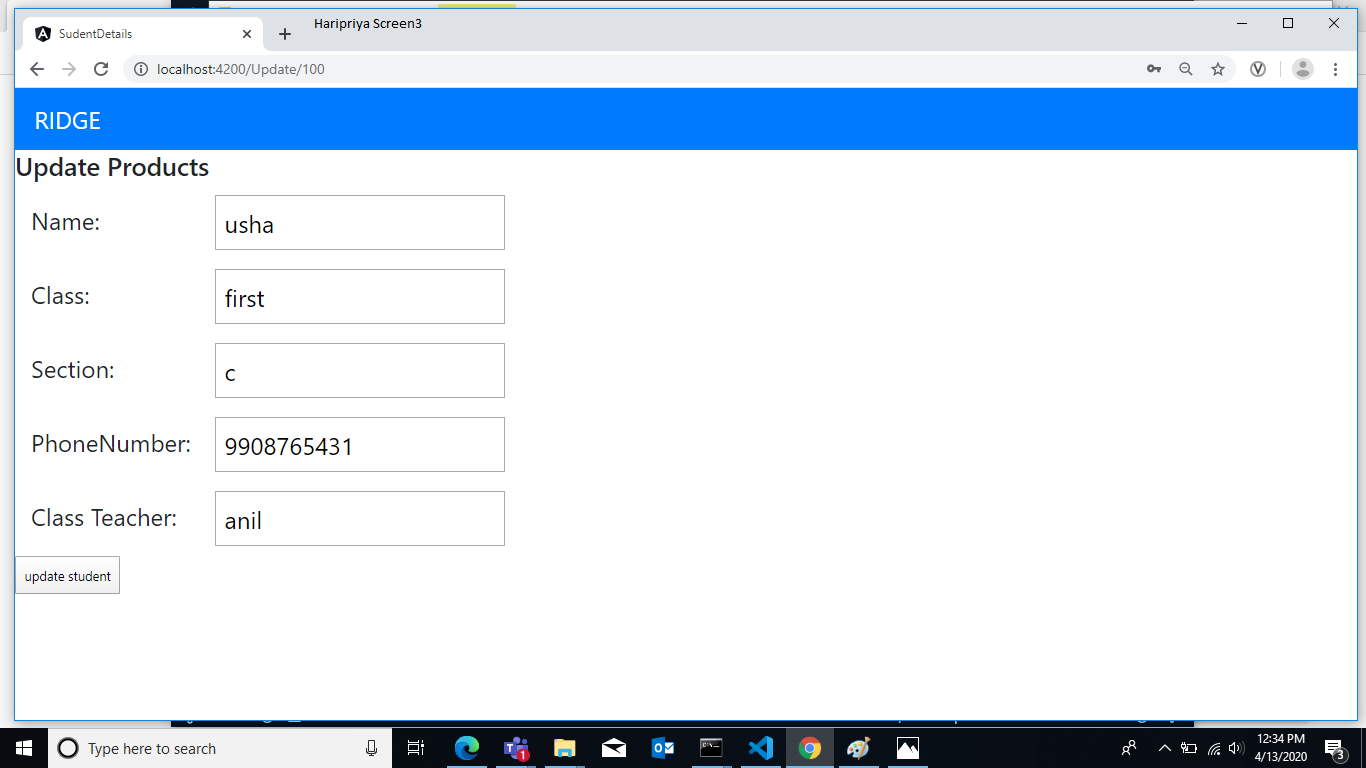 SudentDetails
Haripriya Screen3
localhost:4200/Update/100
RIDGE
Update Products
Name: usha
Class: first
Section: c
PhoneNumber: 9908765431
Class Teacher: anil
update student
Type here to search
1
12:34 PM
4/13/2020
3